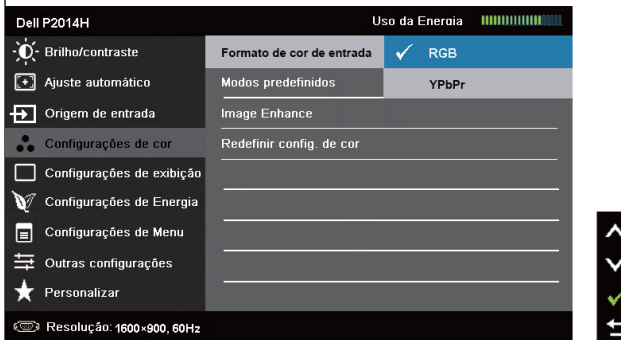 Dell P2014H Uso da Energia
Brilho/contraste Formato de cor de entrada RGB
Ajuste automático Modos predefinidos YPbPr
Origem de entrada Image Enhance
Configurações de cor Redefinir config. de cor
Configurações de exibição
Configurações de Energia
Configurações de Menu
Outras configurações
Personalizar
Resolução: 1600×900, 60Hz